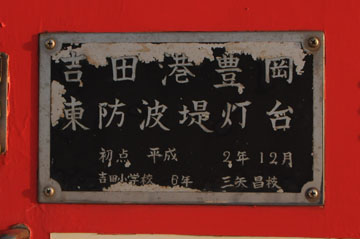 吉田港豊岡
東防波堤灯台
初点 平成 2年12月
吉田小学校 6年 三矢昌枝